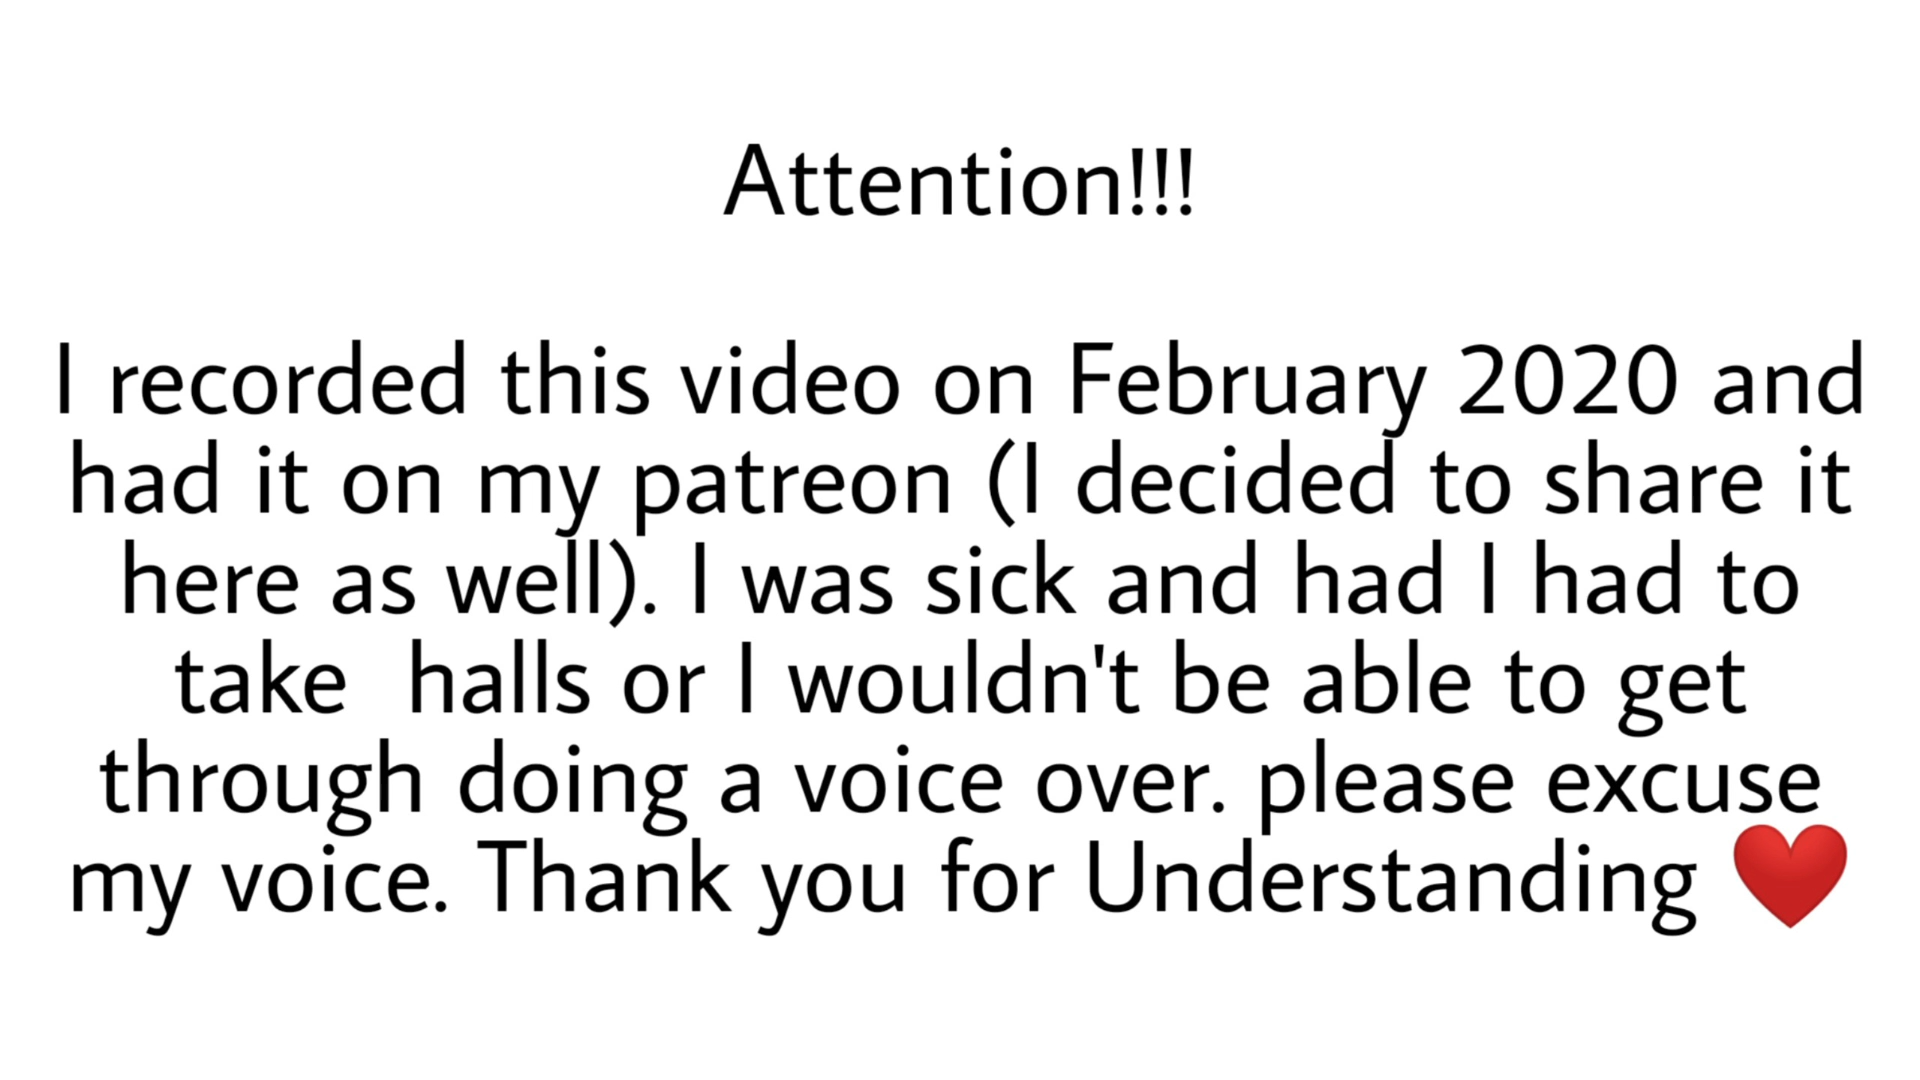 Attention!!!
I recorded this video on February 2020 and
had it on my patreon (I decided to share it
here as well). I was sick and had I had to
take  halls or I wouldn't be able to get
through doing a voice over. please excuse
my voice. Thank you for Understanding ❤️